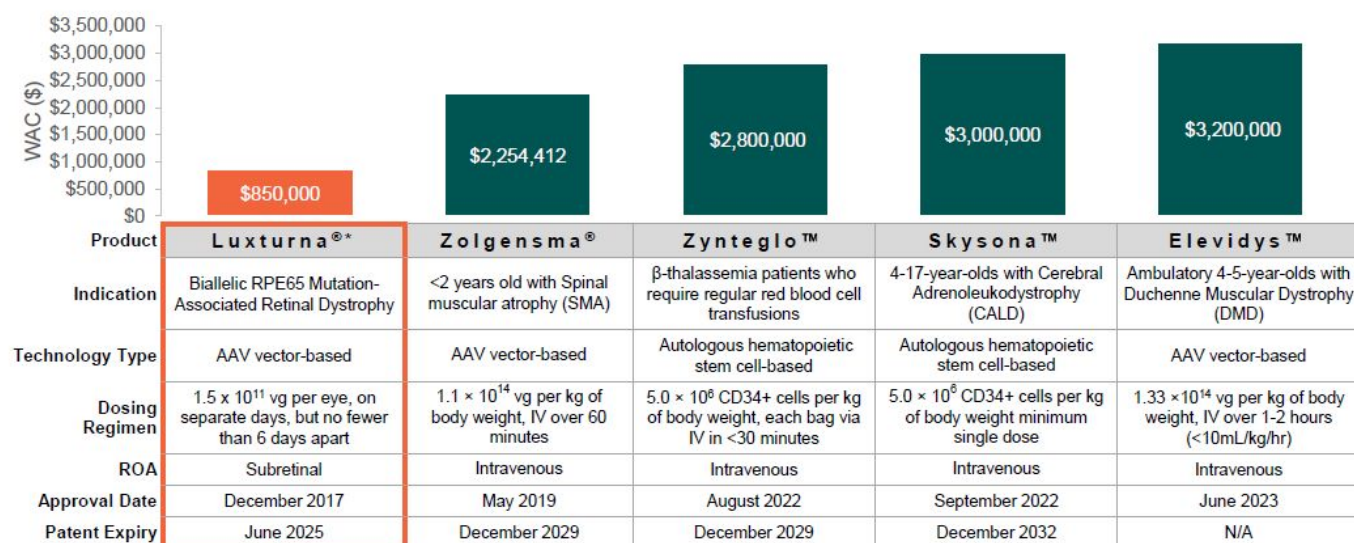 $3,500,000
$3,000,000
$2,500,000
$2,000,000
$1,500,000
$1,000,000
$500,000
$0
WAC ($)
$850,000
$2,254,412
$2,800,000
$3,000,000
$3,200,000
Product
Luxturna®*
Zolgensma®
Zynteglo™
Skysona™
Elevidys™
Indication
Biallelic RPE65 Mutation-
Associated Retinal Dystrophy
<2 years old with Spinal
muscular atrophy (SMA)
β-thalassemia patients who
require regular red blood cell
transfusions
4-17-year-olds with Cerebral
Adrenoleukodystrophy
(CALD)
Ambulatory 4-5-year-olds with
Duchenne Muscular Dystrophy
(DMD)
Technology Type
AAV vector-based
AAV vector-based
Autologous hematopoietic
stem cell-based
Autologous hematopoietic
stem cell-based
AAV vector-based
Dosing
Regimen
1.5 x 10¹¹ vg per eye, on
separate days, but no fewer
than 6 days apart
1.1 × 10¹⁴ vg per kg of
body weight, IV over 60
minutes
5.0 × 10⁶ CD34+ cells per kg
of body weight, each bag via
IV in <30 minutes
5.0 × 10⁶ CD34+ cells per kg
of body weight minimum
single dose
1.33 ×10¹⁴ vg per kg of body
weight, IV over 1-2 hours
(<10mL/kg/hr)
ROA
Subretinal
Intravenous
Intravenous
Intravenous
Intravenous
Approval Date
December 2017
May 2019
August 2022
September 2022
June 2023
Patent Expiry
June 2025
December 2029
December 2029
December 2032
N/A